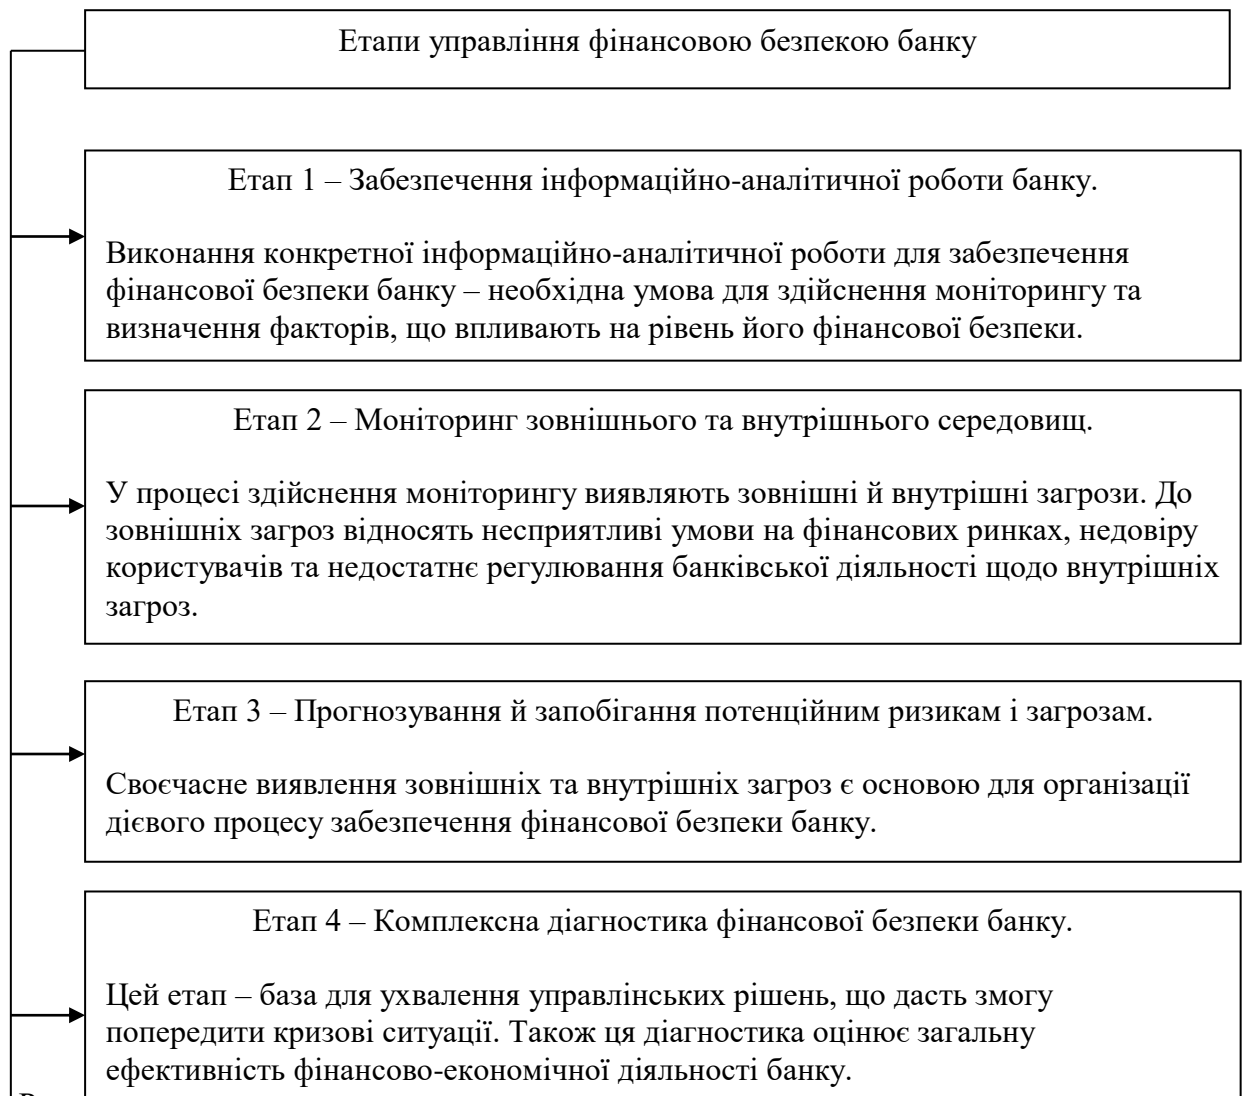 Етапи управління фінансовою безпекою банку
Етап 1 – Забезпечення інформаційно-аналітичної роботи банку.
Виконання конкретної інформаційно-аналітичної роботи для забезпечення
фінансової безпеки банку – необхідна умова для здійснення моніторингу та
визначення факторів, що впливають на рівень його фінансової безпеки.
Етап 2 – Моніторинг зовнішнього та внутрішнього середовищ.
У процесі здійснення моніторингу виявляють зовнішні й внутрішні загрози. До
зовнішніх загроз відносять несприятливі умови на фінансових ринках, недовіру
користувачів та недостатнє регулювання банківської діяльності щодо внутрішніх
загроз.
Етап 3 – Прогнозування й запобігання потенційним ризикам і загрозам.
Своєчасне виявлення зовнішніх та внутрішніх загроз є основою для організації
дієвого процесу забезпечення фінансової безпеки банку.
Етап 4 – Комплексна діагностика фінансової безпеки банку.
Цей етап – база для ухвалення управлінських рішень, що дасть змогу
попередити кризові ситуації. Також ця діагностика оцінює загальну
ефективність фінансово-економічної діяльності банку.